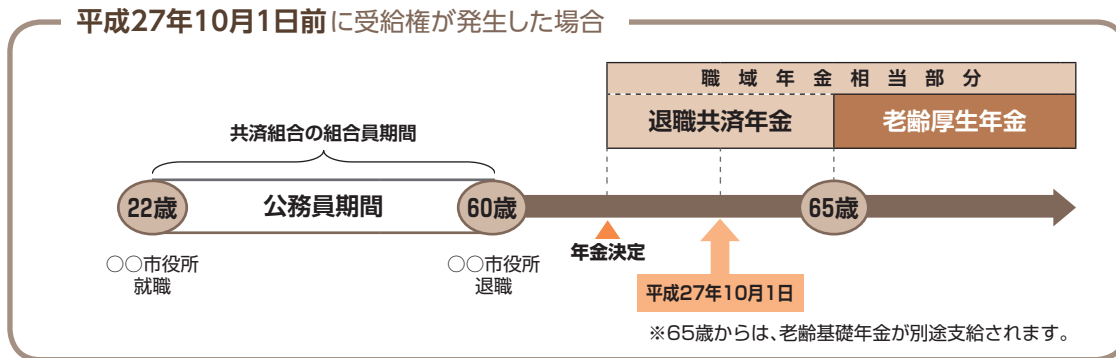 平成27年10月1日前に受給権が発生した場合
職域年金相当部分
退職共済年金
老齢厚生年金
共済組合の組合員期間
22歳
公務員期間
60歳
65歳
年金決定
○○市役所
就職
○○市役所
退職
平成27年10月1日
※65歳からは、老齢基礎年金が別途支給されます。